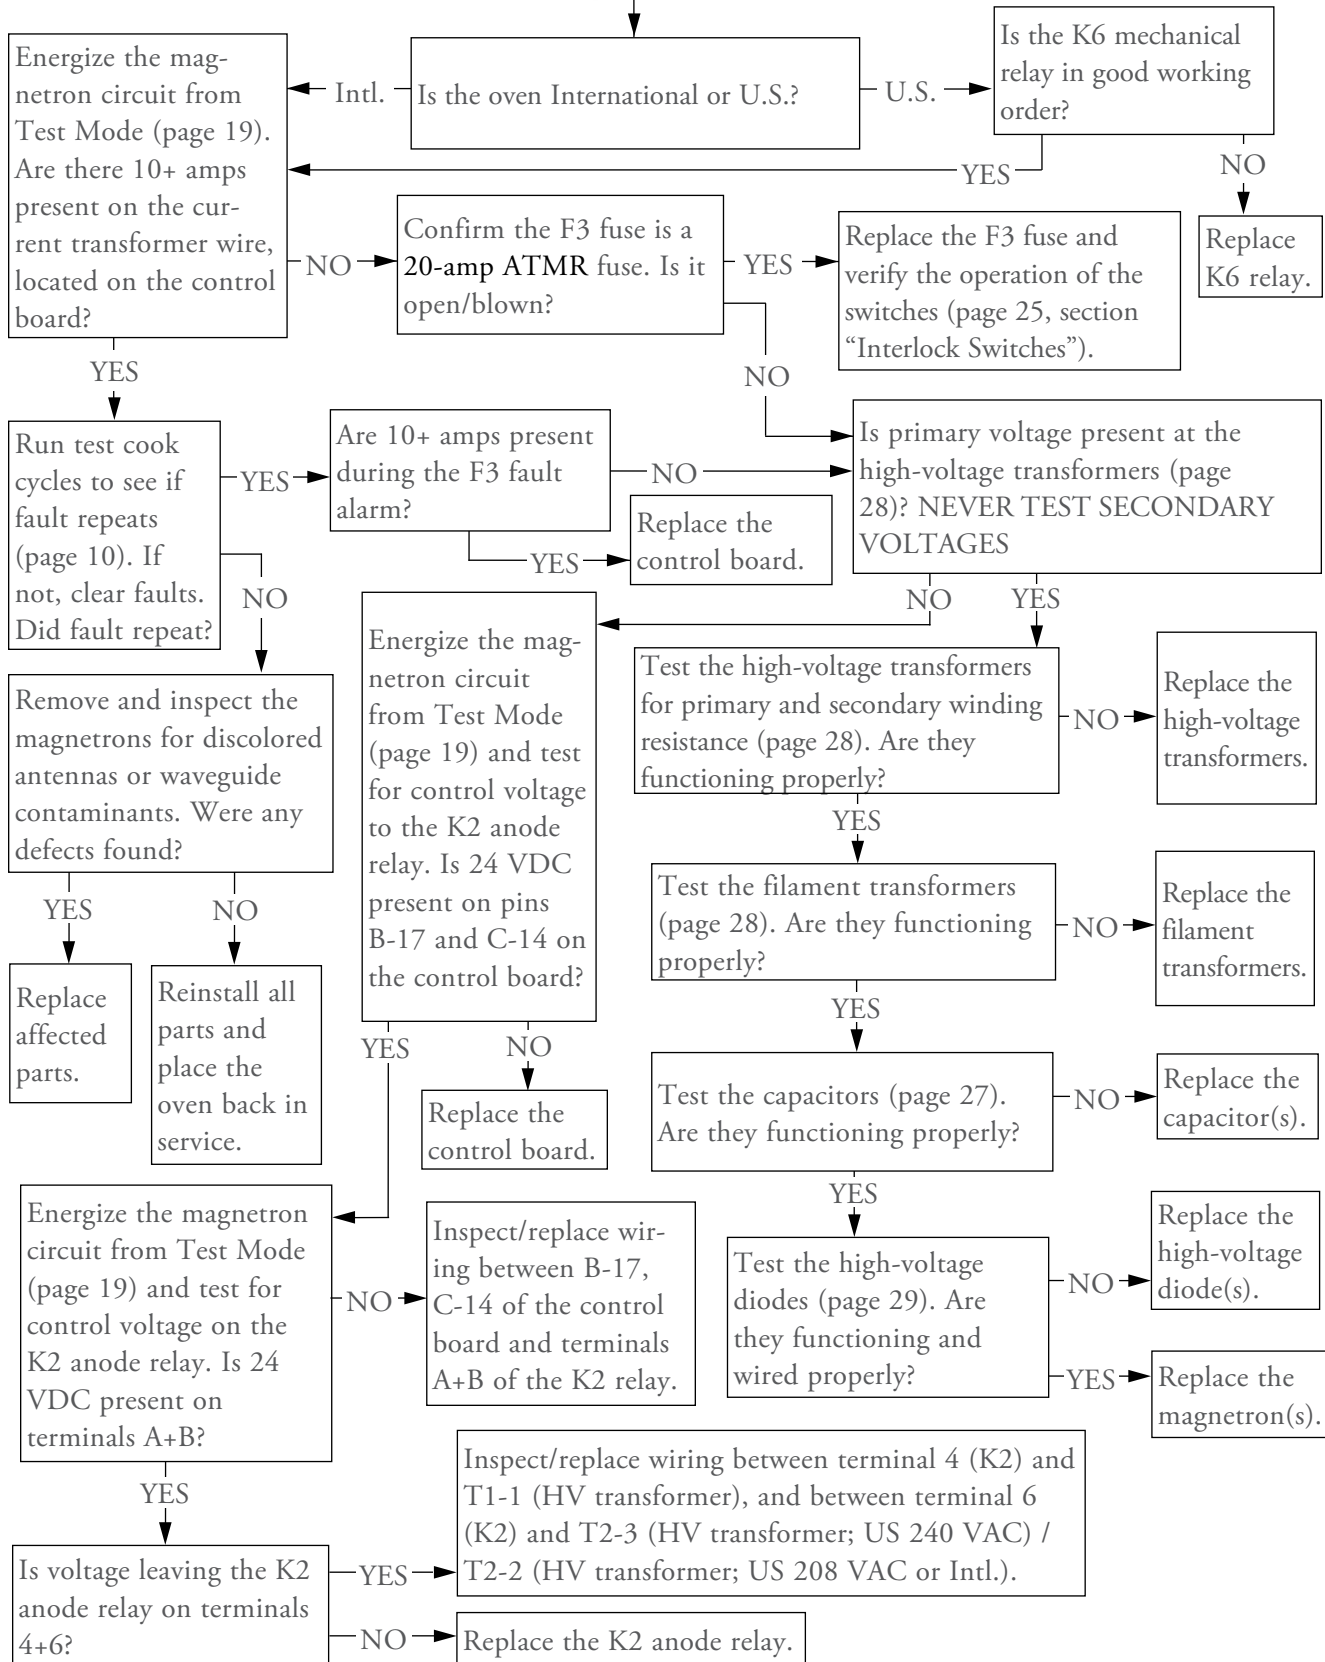 Is the oven International or U.S.?
Intl.
U.S.
Energize the mag-
netron circuit from
Test Mode (page 19).
Are there 10+ amps
present on the cur-
rent transformer wire,
located on the control
board?
Is the K6 mechanical
relay in good working
order?
YES
NO
Replace
K6 relay.
NO
Confirm the F3 fuse is a
20-amp ATMR fuse. Is it
open/blown?
YES
Replace the F3 fuse and
verify the operation of the
switches (page 25, section
“Interlock Switches”).
NO
YES
Run test cook
cycles to see if
fault repeats
(page 10). If
not, clear faults.
Did fault repeat?
YES
Are 10+ amps present
during the F3 fault
alarm?
NO
YES
Replace the
control board.
Is primary voltage present at the
high-voltage transformers (page
28)? NEVER TEST SECONDARY
VOLTAGES
NO
YES
NO
Remove and inspect the
magnetrons for discolored
antennas or waveguide
contaminants. Were any
defects found?
YES
NO
Replace
affected
parts.
Reinstall all
parts and
place the
oven back in
service.
Energize the mag-
netron circuit
from Test Mode
(page 19) and test
for control voltage
to the K2 anode
relay. Is 24 VDC
present on pins
B-17 and C-14 on
the control board?
YES
NO
Replace the
control board.
Test the high-voltage transformers
for primary and secondary winding
resistance (page 28). Are they
functioning properly?
NO
Replace the
high-voltage
transformers.
YES
Test the filament transformers
(page 28). Are they functioning
properly?
NO
Replace the
filament
transformers.
YES
Test the capacitors (page 27).
Are they functioning properly?
NO
Replace the
capacitor(s).
YES
Test the high-voltage
diodes (page 29). Are
they functioning and
wired properly?
NO
Replace the
high-voltage
diode(s).
YES
Replace the
magnetron(s).
Energize the magnetron
circuit from Test Mode
(page 19) and test for
control voltage on the
K2 anode relay. Is 24
VDC present on
terminals A+B?
NO
Inspect/replace wir-
ing between B-17,
C-14 of the control
board and terminals
A+B of the K2 relay.
YES
Is voltage leaving the K2
anode relay on terminals
4+6?
YES
Inspect/replace wiring between terminal 4 (K2) and
T1-1 (HV transformer), and between terminal 6
(K2) and T2-3 (HV transformer; US 240 VAC) /
T2-2 (HV transformer; US 208 VAC or Intl.).
NO
Replace the K2 anode relay.